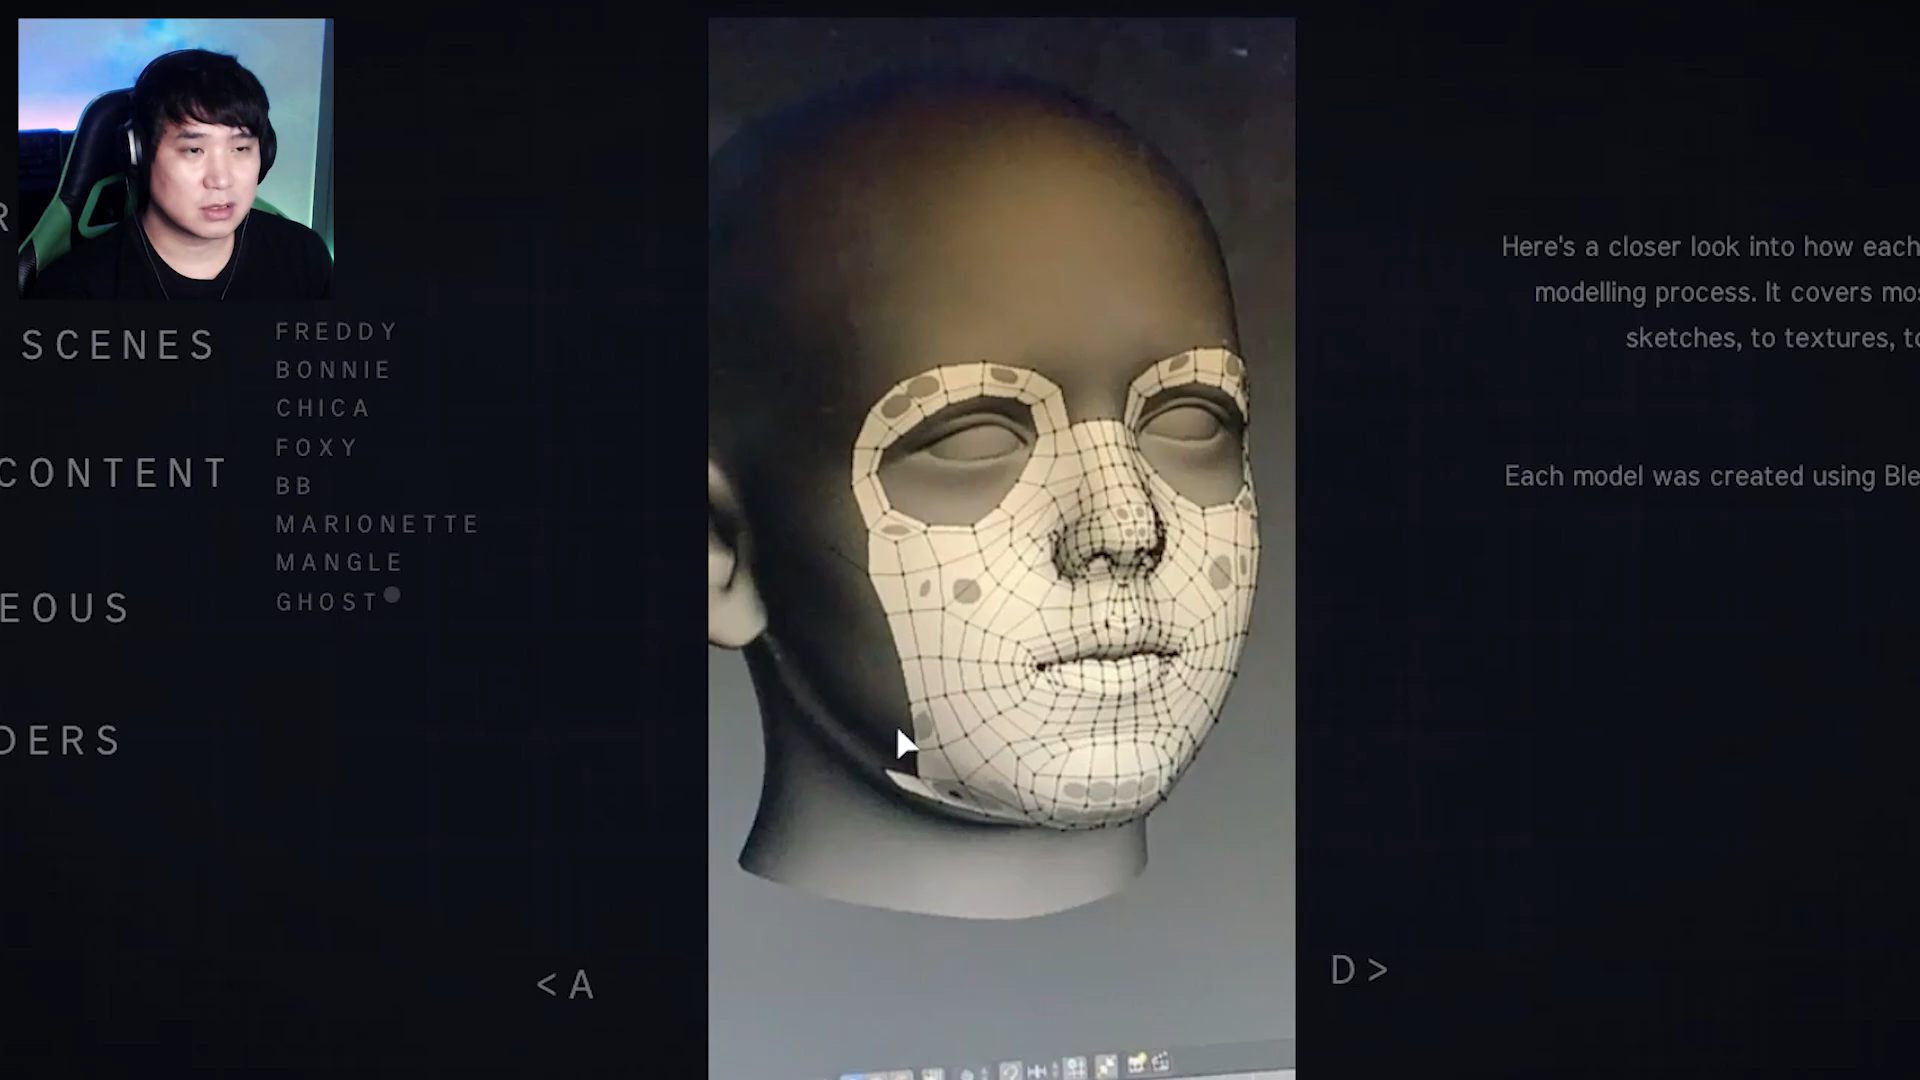 R
SCENES
CONTENT
EOUS
DERS
FREDDY
BONNIE
CHICA
FOXY
BB
MARIONETTE
MANGLE
GHOST
< A
D >
Here's a closer look into how each
modelling process. It covers mos
sketches, to textures, to
Each model was created using Ble